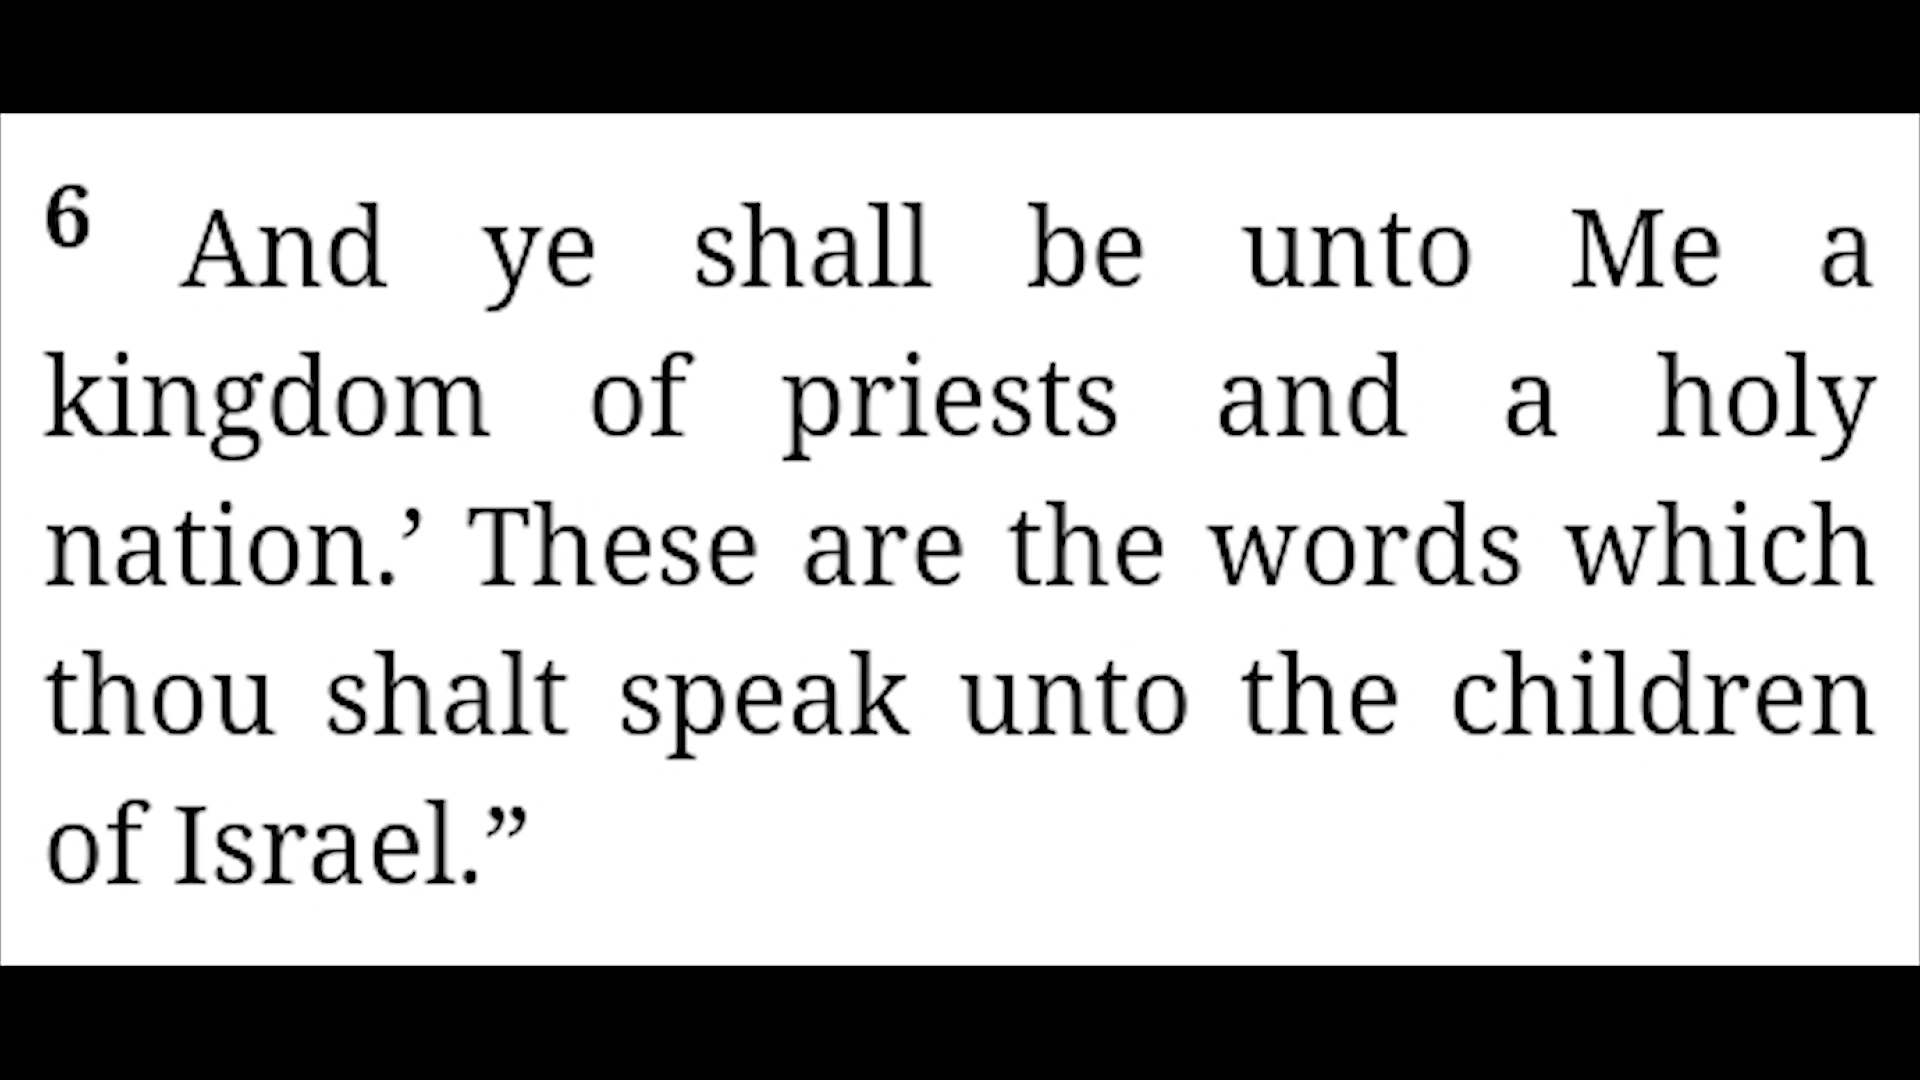 6 And ye shall be unto Me a
kingdom of priests and a holy
nation.’ These are the words which
thou shalt speak unto the children
of Israel.”